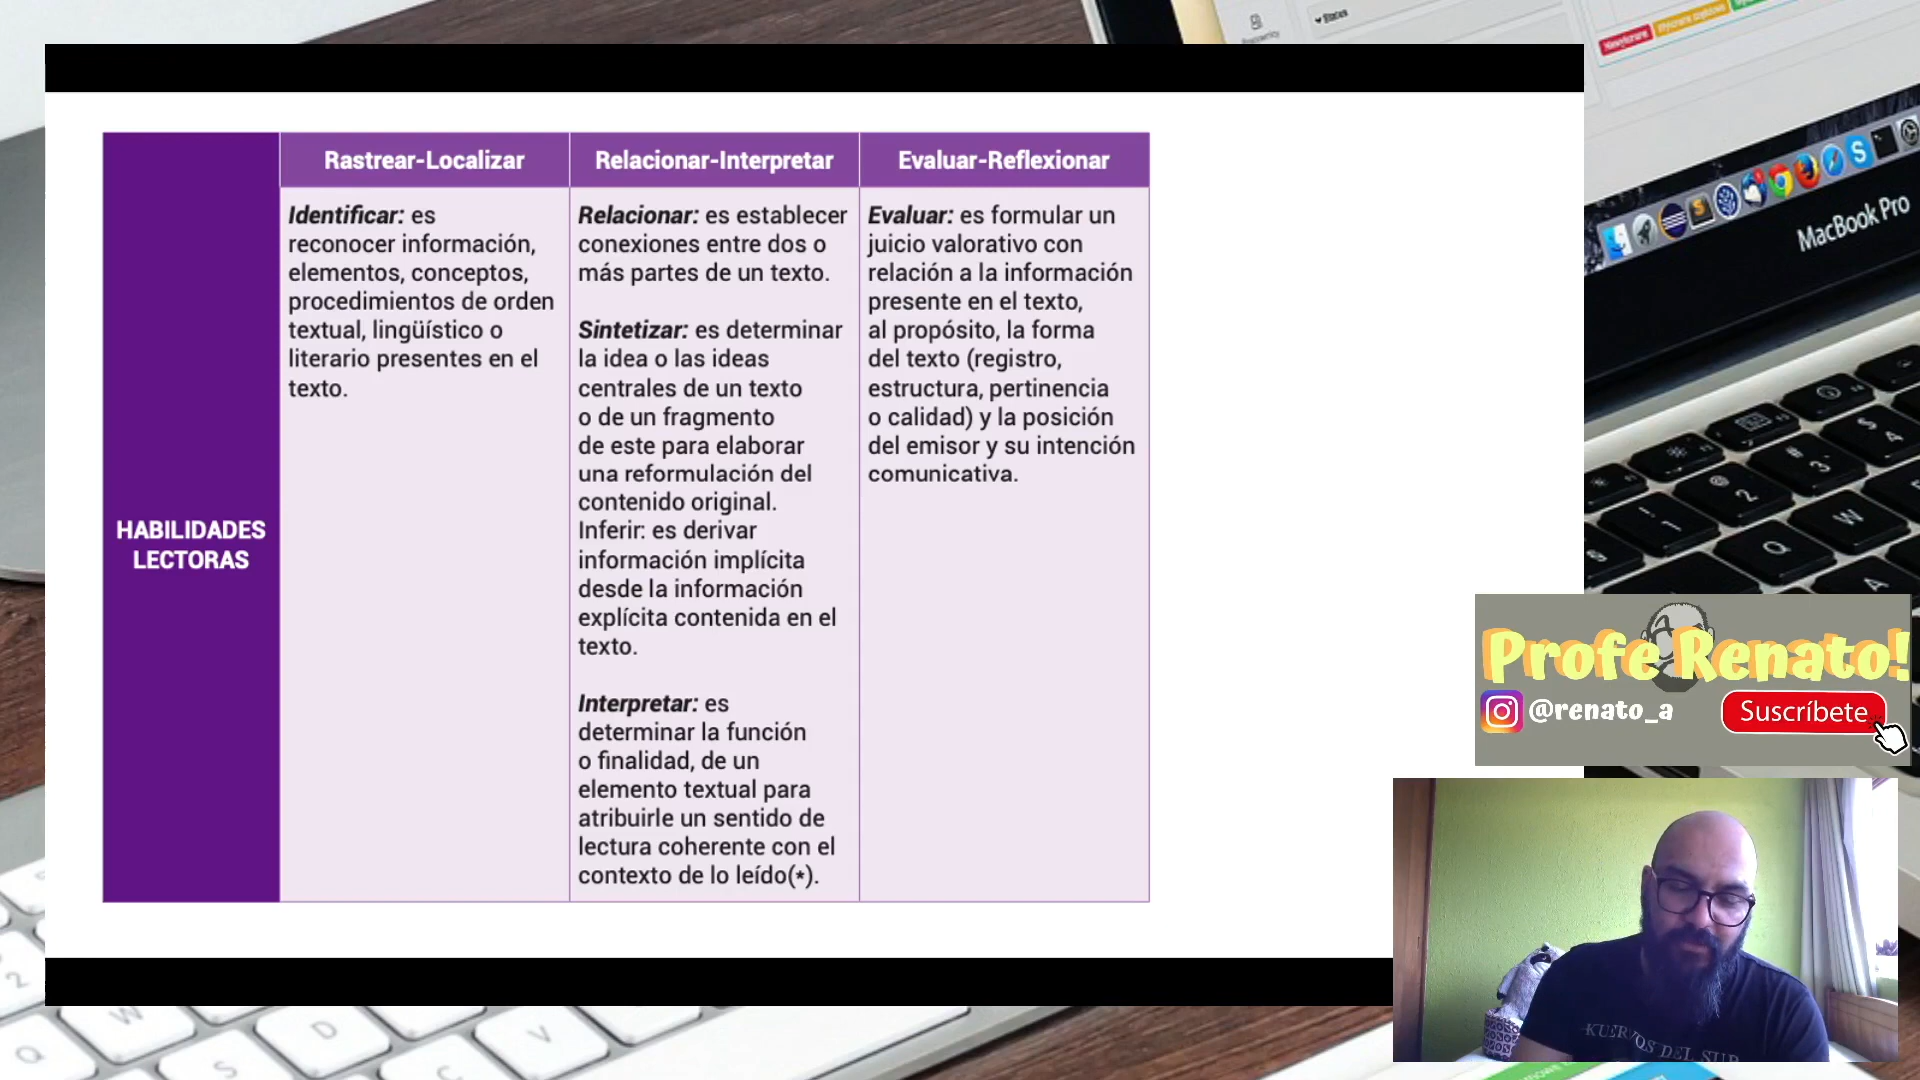 Status
MacBook Pro
Rastrear-Localizar
Relacionar-Interpretar
Evaluar-Reflexionar
HABILIDADES
LECTORAS
Identificar: es
reconocer información,
elementos, conceptos,
procedimientos de orden
textual, lingüístico o
literario presentes en el
texto.
Relacionar: es establecer
conexiones entre dos o
más partes de un texto.
Sintetizar: es determinar
la idea o las ideas
centrales de un texto
o de un fragmento
de este para elaborar
una reformulación del
contenido original.
Inferir: es derivar
información implícita
desde la información
explícita contenida en el
texto.
Interpretar: es
determinar la función
o finalidad, de un
elemento textual para
atribuirle un sentido de
lectura coherente con el
contexto de lo leído(*).
Evaluar: es formular un
juicio valorativo con
relación a la información
presente en el texto,
al propósito, la forma
del texto (registro,
estructura, pertinencia
o calidad) y la posición
del emisor y su intención
comunicativa.
Profe Renato!
@renato_a
Suscríbete
KUERVOS DEL SUR